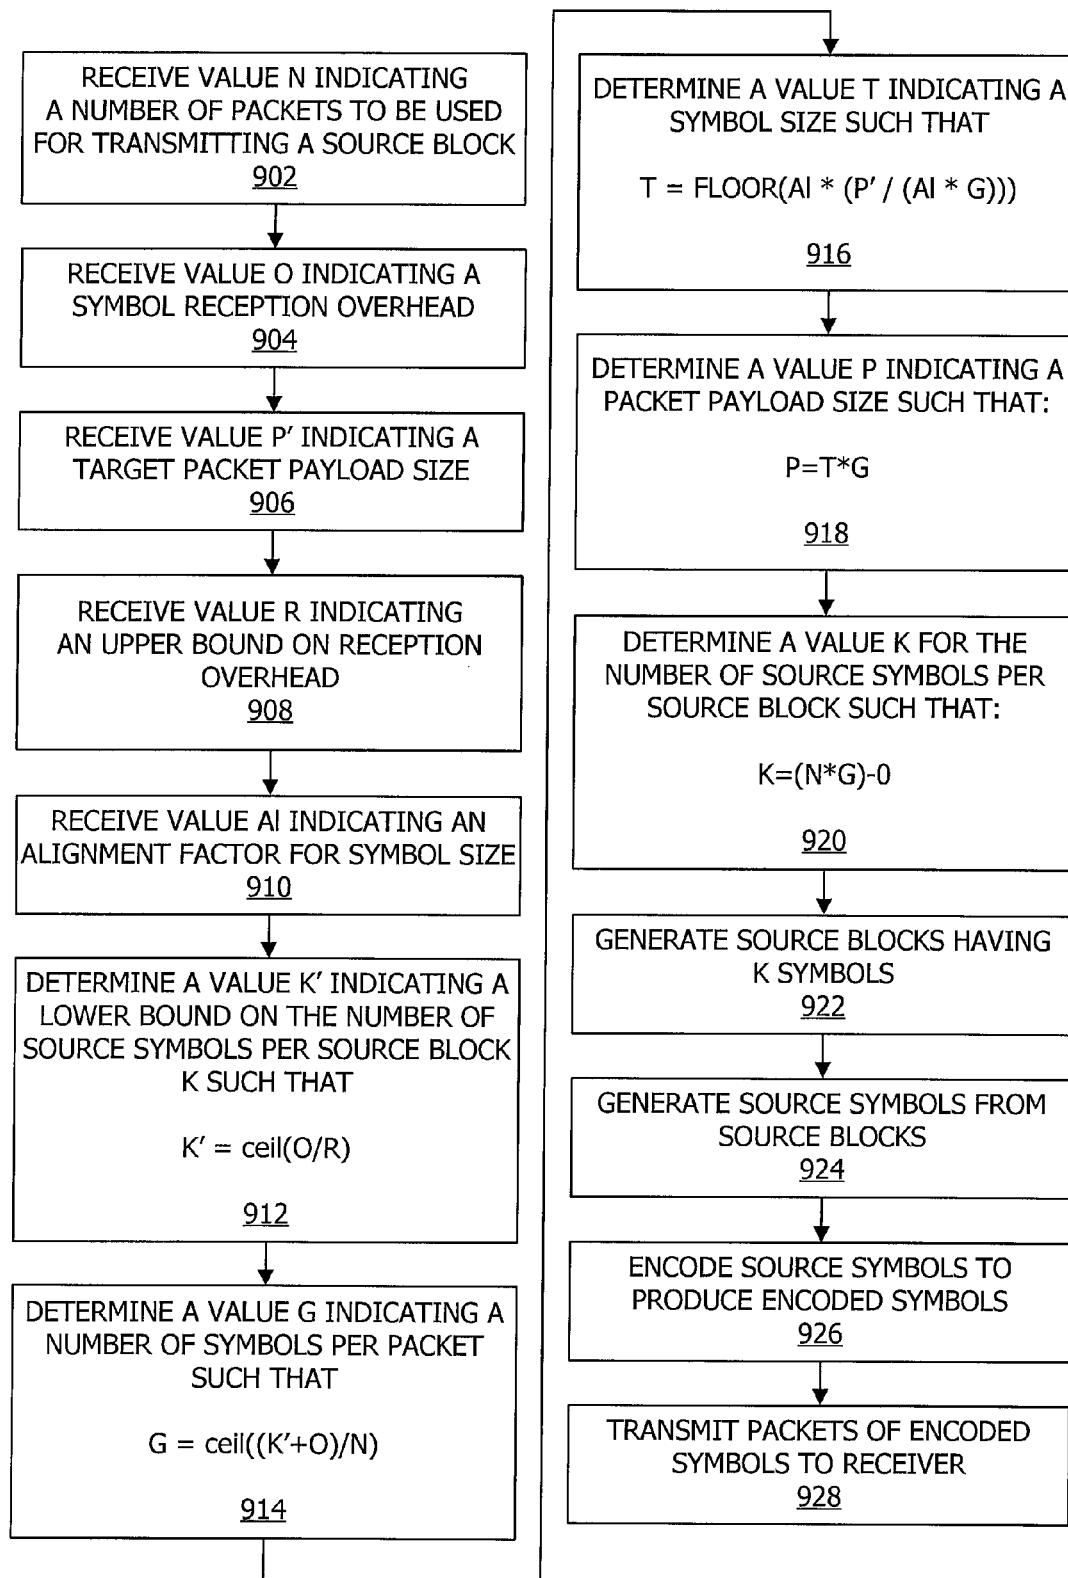 RECEIVE VALUE N INDICATING
A NUMBER OF PACKETS TO BE USED
FOR TRANSMITTING A SOURCE BLOCK
902
RECEIVE VALUE O INDICATING A
SYMBOL RECEPTION OVERHEAD
904
RECEIVE VALUE P' INDICATING A
TARGET PACKET PAYLOAD SIZE
906
RECEIVE VALUE R INDICATING
AN UPPER BOUND ON RECEPTION
OVERHEAD
908
RECEIVE VALUE Al INDICATING AN
ALIGNMENT FACTOR FOR SYMBOL SIZE
910
DETERMINE A VALUE K' INDICATING A
LOWER BOUND ON THE NUMBER OF
SOURCE SYMBOLS PER SOURCE BLOCK
K SUCH THAT
K' = ceil(O/R)
912
DETERMINE A VALUE G INDICATING A
NUMBER OF SYMBOLS PER PACKET
SUCH THAT
G = ceil((K'+O)/N)
914
DETERMINE A VALUE T INDICATING A
SYMBOL SIZE SUCH THAT
T = FLOOR(Al * (P' / (Al * G)))
916
DETERMINE A VALUE P INDICATING A
PACKET PAYLOAD SIZE SUCH THAT:
P=T*G
918
DETERMINE A VALUE K FOR THE
NUMBER OF SOURCE SYMBOLS PER
SOURCE BLOCK SUCH THAT:
K=(N*G)-0
920
GENERATE SOURCE BLOCKS HAVING
K SYMBOLS
922
GENERATE SOURCE SYMBOLS FROM
SOURCE BLOCKS
924
ENCODE SOURCE SYMBOLS TO
PRODUCE ENCODED SYMBOLS
926
TRANSMIT PACKETS OF ENCODED
SYMBOLS TO RECEIVER
928